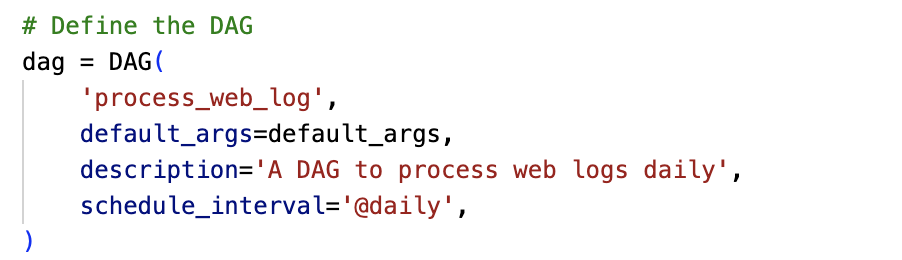 # Define the DAG
dag = DAG(
    'process_web_log',
    default_args=default_args,
    description='A DAG to process web logs daily',
    schedule_interval='@daily',
)